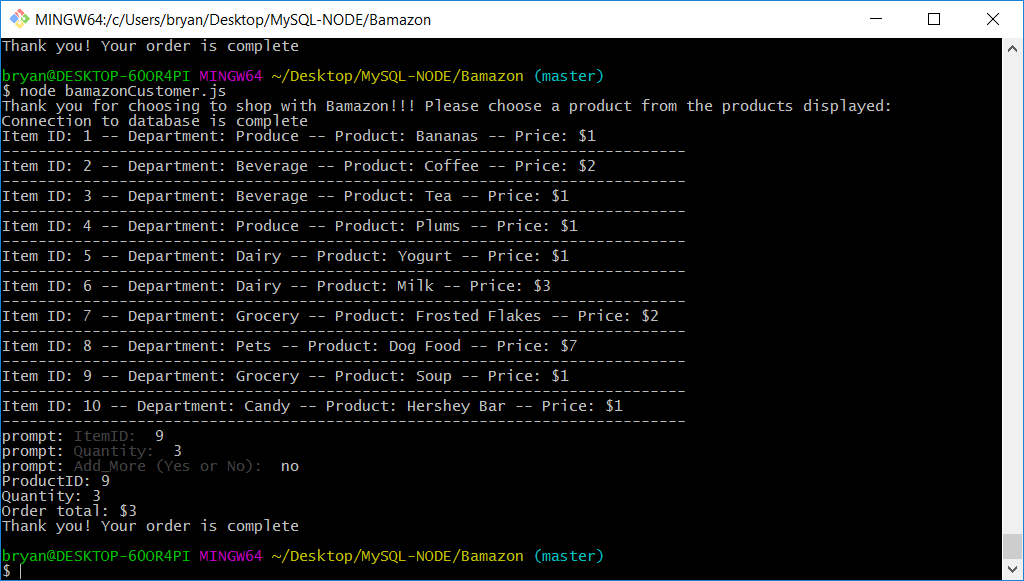 MINGW64:/c/Users/bryan/Desktop/MySQL-NODE/Bamazon
Thank you! Your order is complete
bryan@DESKTOP-6OOR4PI MINGW64 ~/Desktop/MySQL-NODE/Bamazon (master)
$ node bamazonCustomer.js
Thank you for choosing to shop with Bamazon!!! Please choose a product from the products displayed:
Connection to database is complete
Item ID: 1 -- Department: Produce -- Product: Bananas -- Price: $1
----------------------------------------------------------------------------
Item ID: 2 -- Department: Beverage -- Product: Coffee -- Price: $2
----------------------------------------------------------------------------
Item ID: 3 -- Department: Beverage -- Product: Tea -- Price: $1
----------------------------------------------------------------------------
Item ID: 4 -- Department: Produce -- Product: Plums -- Price: $1
----------------------------------------------------------------------------
Item ID: 5 -- Department: Dairy -- Product: Yogurt -- Price: $1
----------------------------------------------------------------------------
Item ID: 6 -- Department: Dairy -- Product: Milk -- Price: $3
----------------------------------------------------------------------------
Item ID: 7 -- Department: Grocery -- Product: Frosted Flakes -- Price: $2
----------------------------------------------------------------------------
Item ID: 8 -- Department: Pets -- Product: Dog Food -- Price: $7
----------------------------------------------------------------------------
Item ID: 9 -- Department: Grocery -- Product: Soup -- Price: $1
----------------------------------------------------------------------------
Item ID: 10 -- Department: Candy -- Product: Hershey Bar -- Price: $1
----------------------------------------------------------------------------
prompt: ItemID:  9
prompt: Quantity:  3
prompt: Add_More (Yes or No):  no
ProductID: 9
Quantity: 3
Order total: $3
Thank you! Your order is complete
bryan@DESKTOP-6OOR4PI MINGW64 ~/Desktop/MySQL-NODE/Bamazon (master)
$